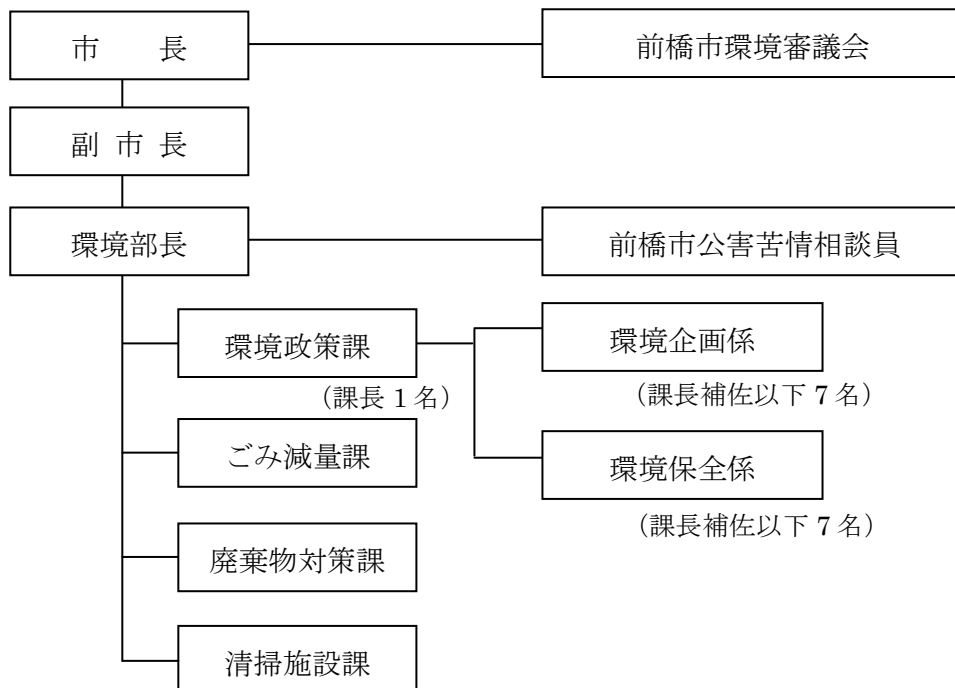 市　　長
前橋市環境審議会
副 市 長
環境部長
前橋市公害苦情相談員
環境政策課
環境企画係
（課長 1 名）
（課長補佐以下 7 名）
ごみ減量課
環境保全係
（課長補佐以下 7 名）
廃棄物対策課
清掃施設課